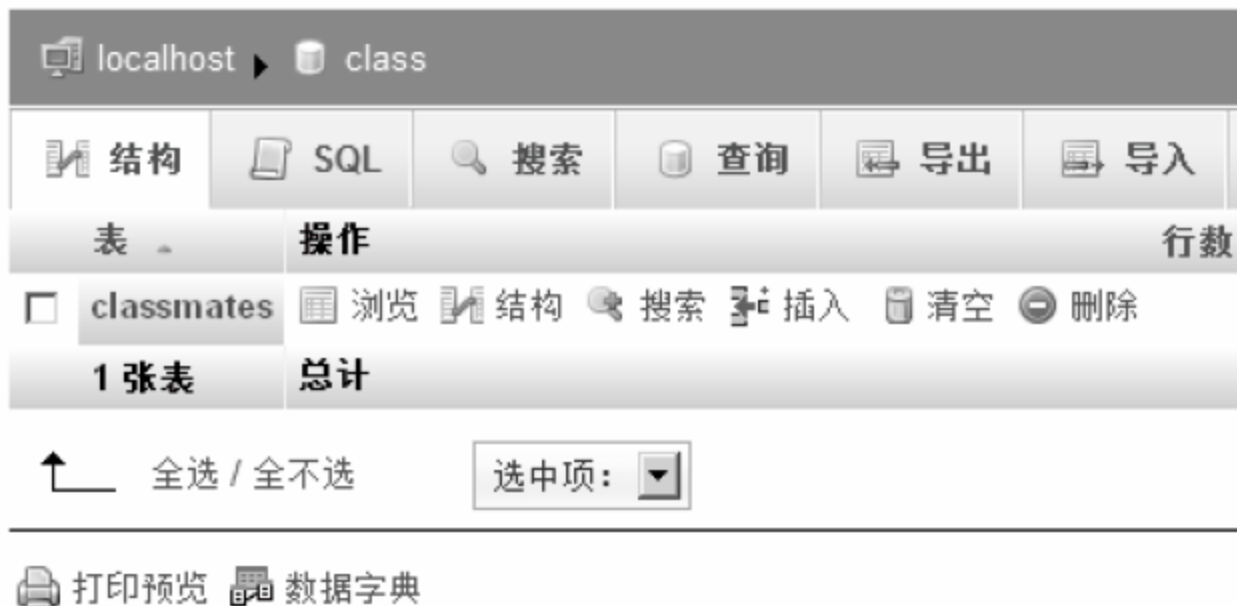 localhost class
结构 SQL 搜索 查询 导出 导入
表 操作 行数
classmates 浏览 结构 搜索 插入 清空 删除
1 张表 总计
全选 / 全不选 选中项：
打印预览 数据字典